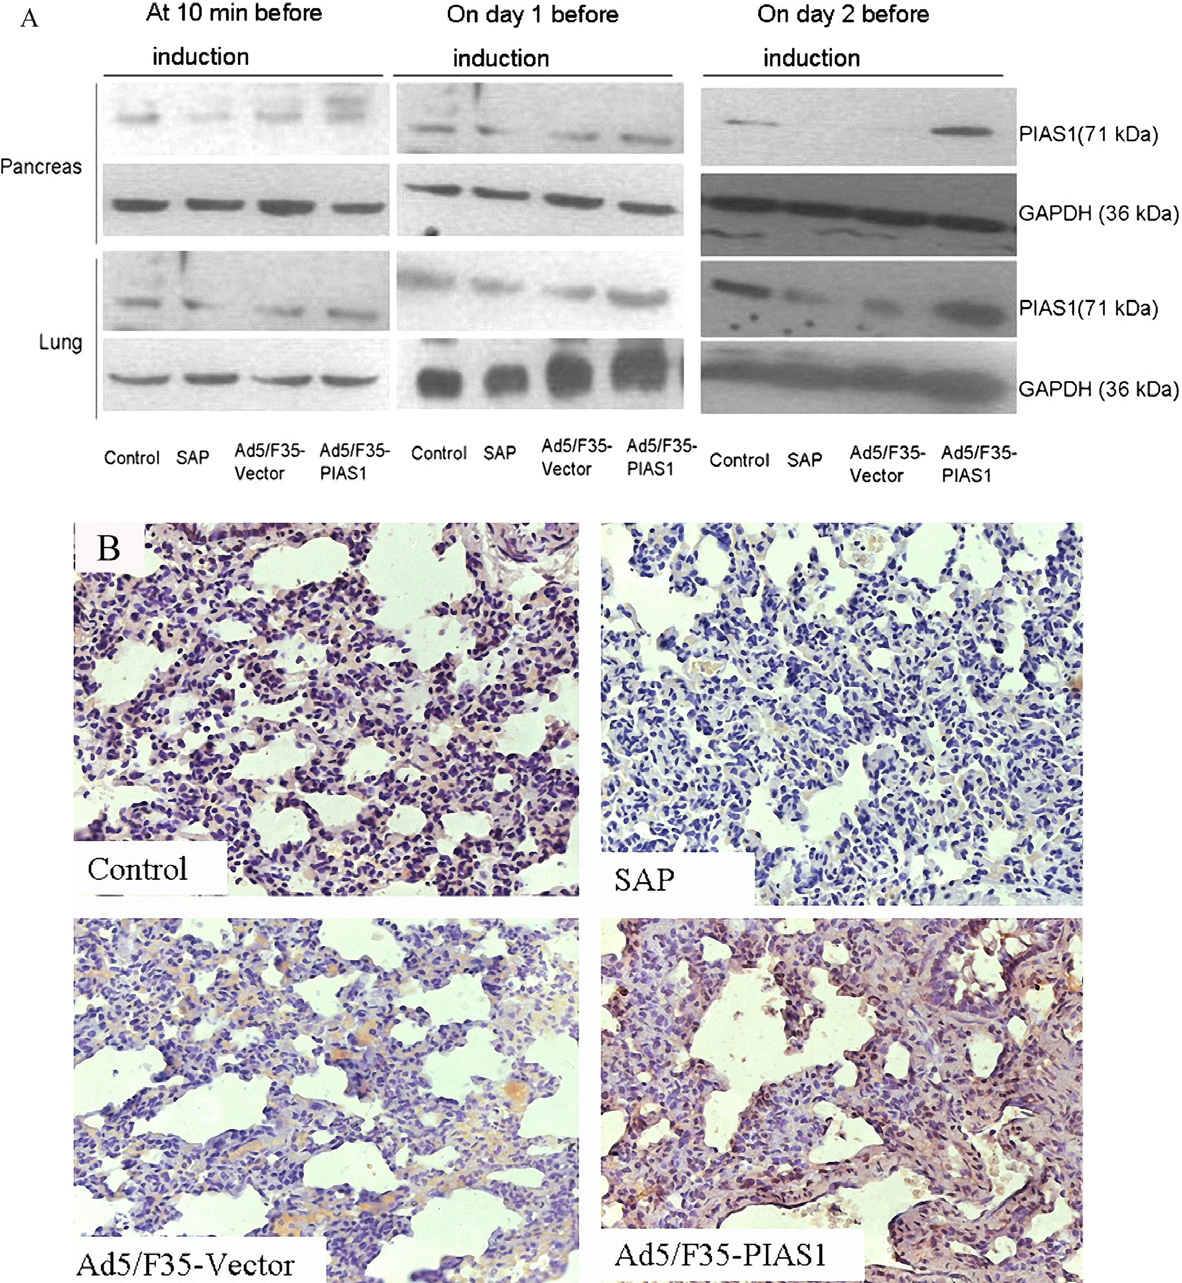 A
At 10 min before
induction
On day 1 before
induction
On day 2 before
induction
Pancreas
PIAS1(71 kDa)
GAPDH (36 kDa)
Lung
PIAS1(71 kDa)
GAPDH (36 kDa)
Control SAP Ad5/F35-Vector Ad5/F35-PIAS1
Control SAP Ad5/F35-Vector Ad5/F35-PIAS1
Control SAP Ad5/F35-Vector Ad5/F35-PIAS1
B
Control
SAP
Ad5/F35-Vector
Ad5/F35-PIAS1